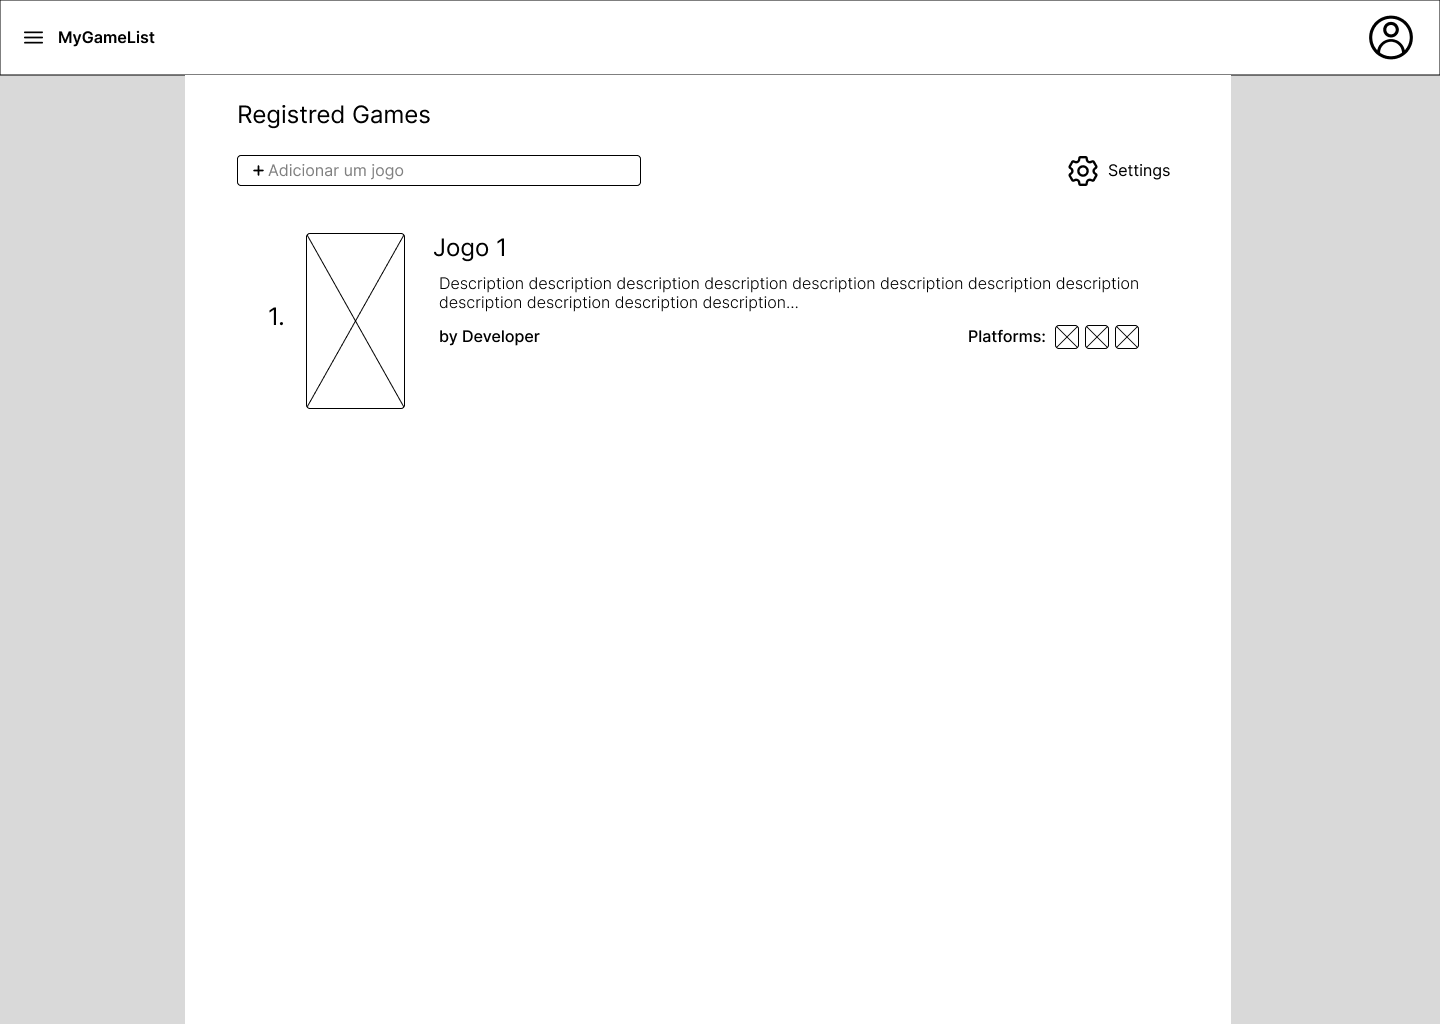 MyGameList
Registred Games
+ Adicionar um jogo
Settings
1.
Jogo 1
Description description description description description description description description
description description description description...
by Developer
Platforms: